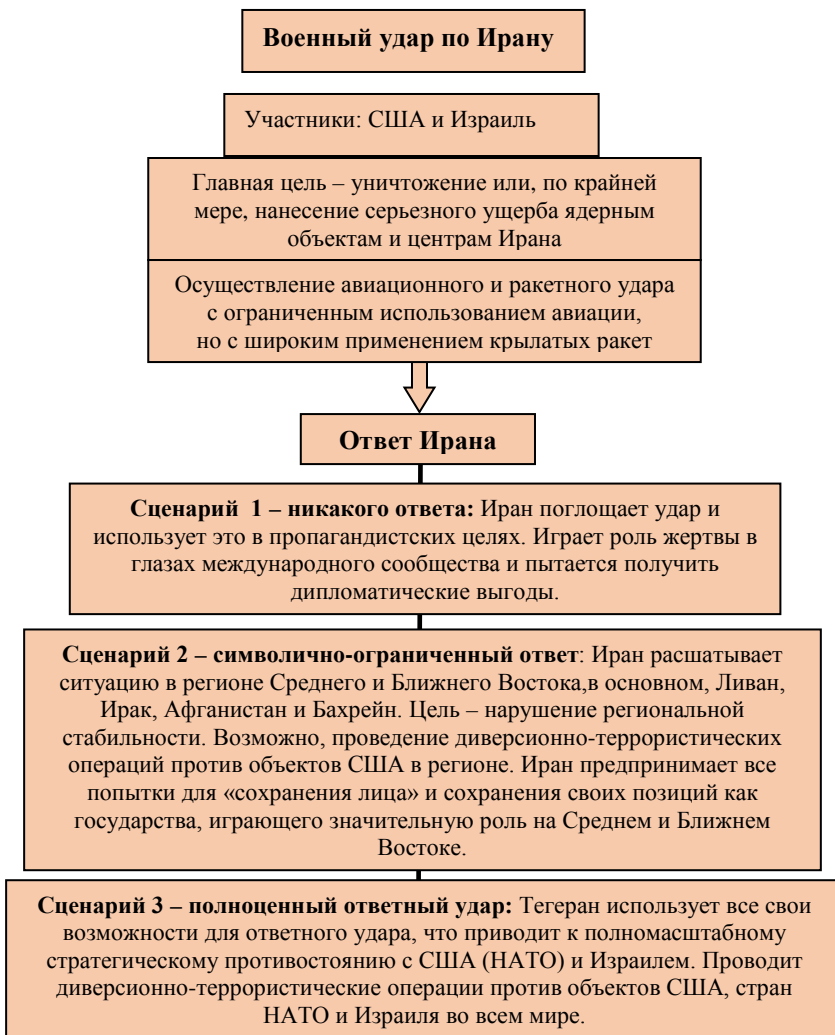 Военный удар по Ирану
Участники: США и Израиль
Главная цель – уничтожение или, по крайней
мере, нанесение серьезного ущерба ядерным
объектам и центрам Ирана
Осуществление авиационного и ракетного удара
с ограниченным использованием авиации,
но с широким применением крылатых ракет
Ответ Ирана
Сценарий 1 – никакого ответа: Иран поглощает удар и
использует это в пропагандистских целях. Играет роль жертвы в
глазах международного сообщества и пытается получить
дипломатические выгоды.
Сценарий 2 – символично-ограниченный ответ: Иран расшатывает
ситуацию в регионе Среднего и Ближнего Востока,в основном, Ливан,
Ирак, Афганистан и Бахрейн. Цель – нарушение региональной
стабильности. Возможно, проведение диверсионно-террористических
операций против объектов США в регионе. Иран предпринимает все
попытки для «сохранения лица» и сохранения своих позиций как
государства, играющего значительную роль на Среднем и Ближнем
Востоке.
Сценарий 3 – полноценный ответный удар: Тегеран использует все свои
возможности для ответного удара, что приводит к полномасштабному
стратегическому противостоянию с США (НАТО) и Израилем. Проводит
диверсионно-террористические операции против объектов США, стран
НАТО и Израиля во всем мире.